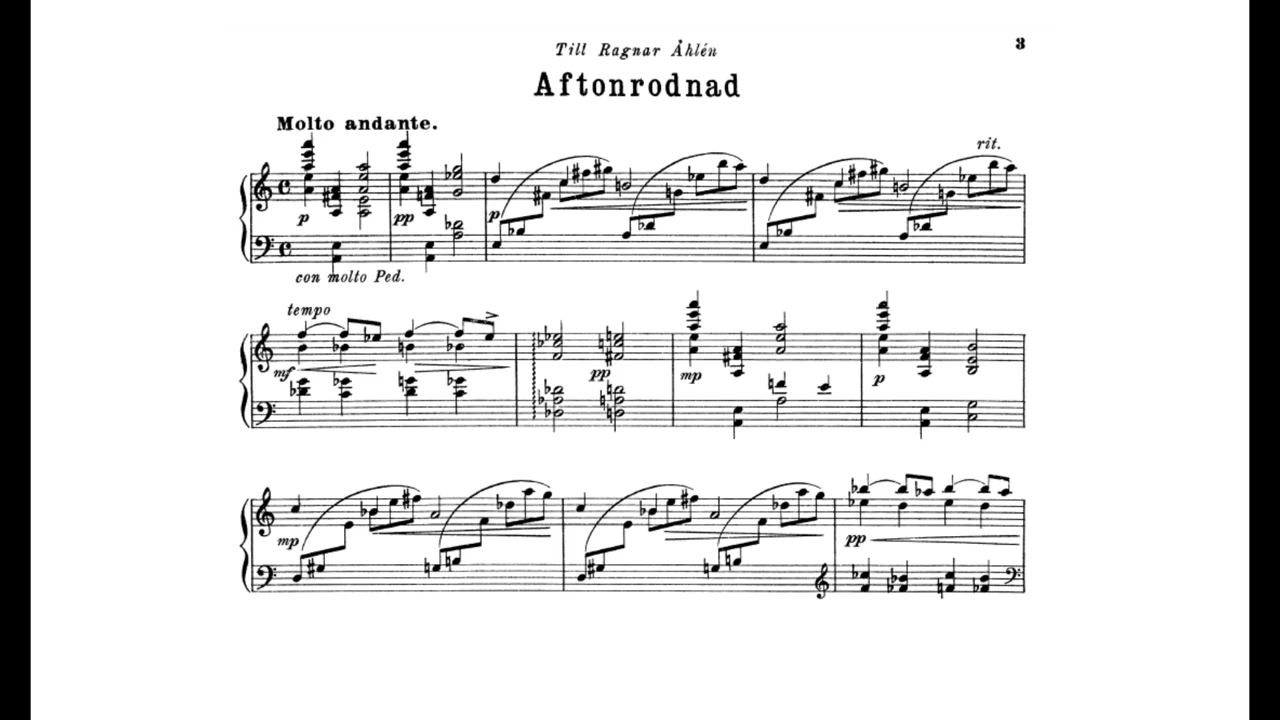 3
Till Ragnar Åhlén
Aftonrodnad
Molto andante.
rit.
p pp p
con molto Ped.
tempo
mf pp mp p
mp pp